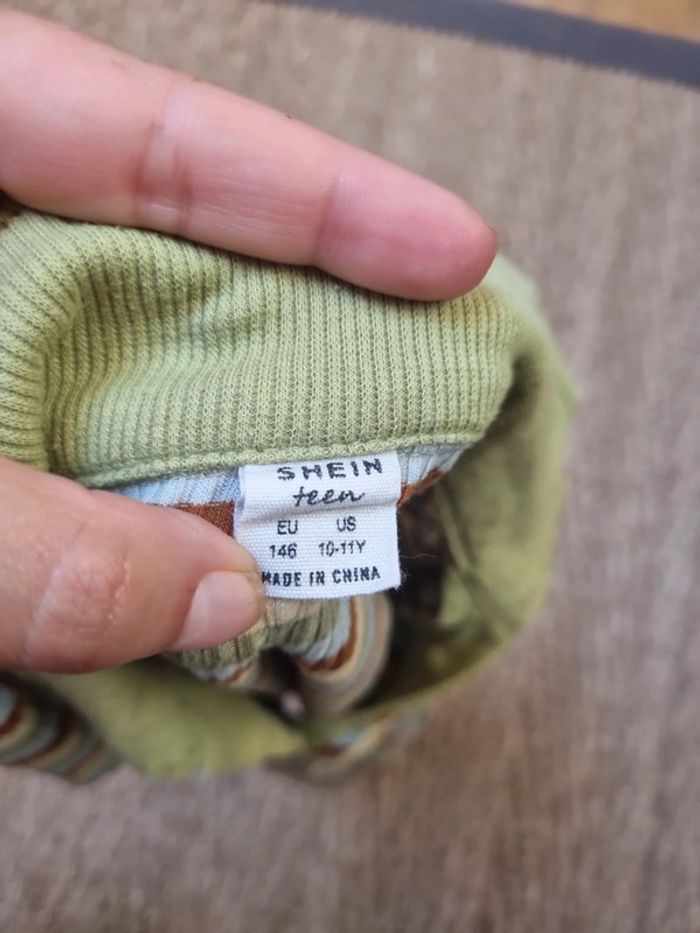 SHEIN
teen
EU US
146 10-11Y
MADE IN CHINA